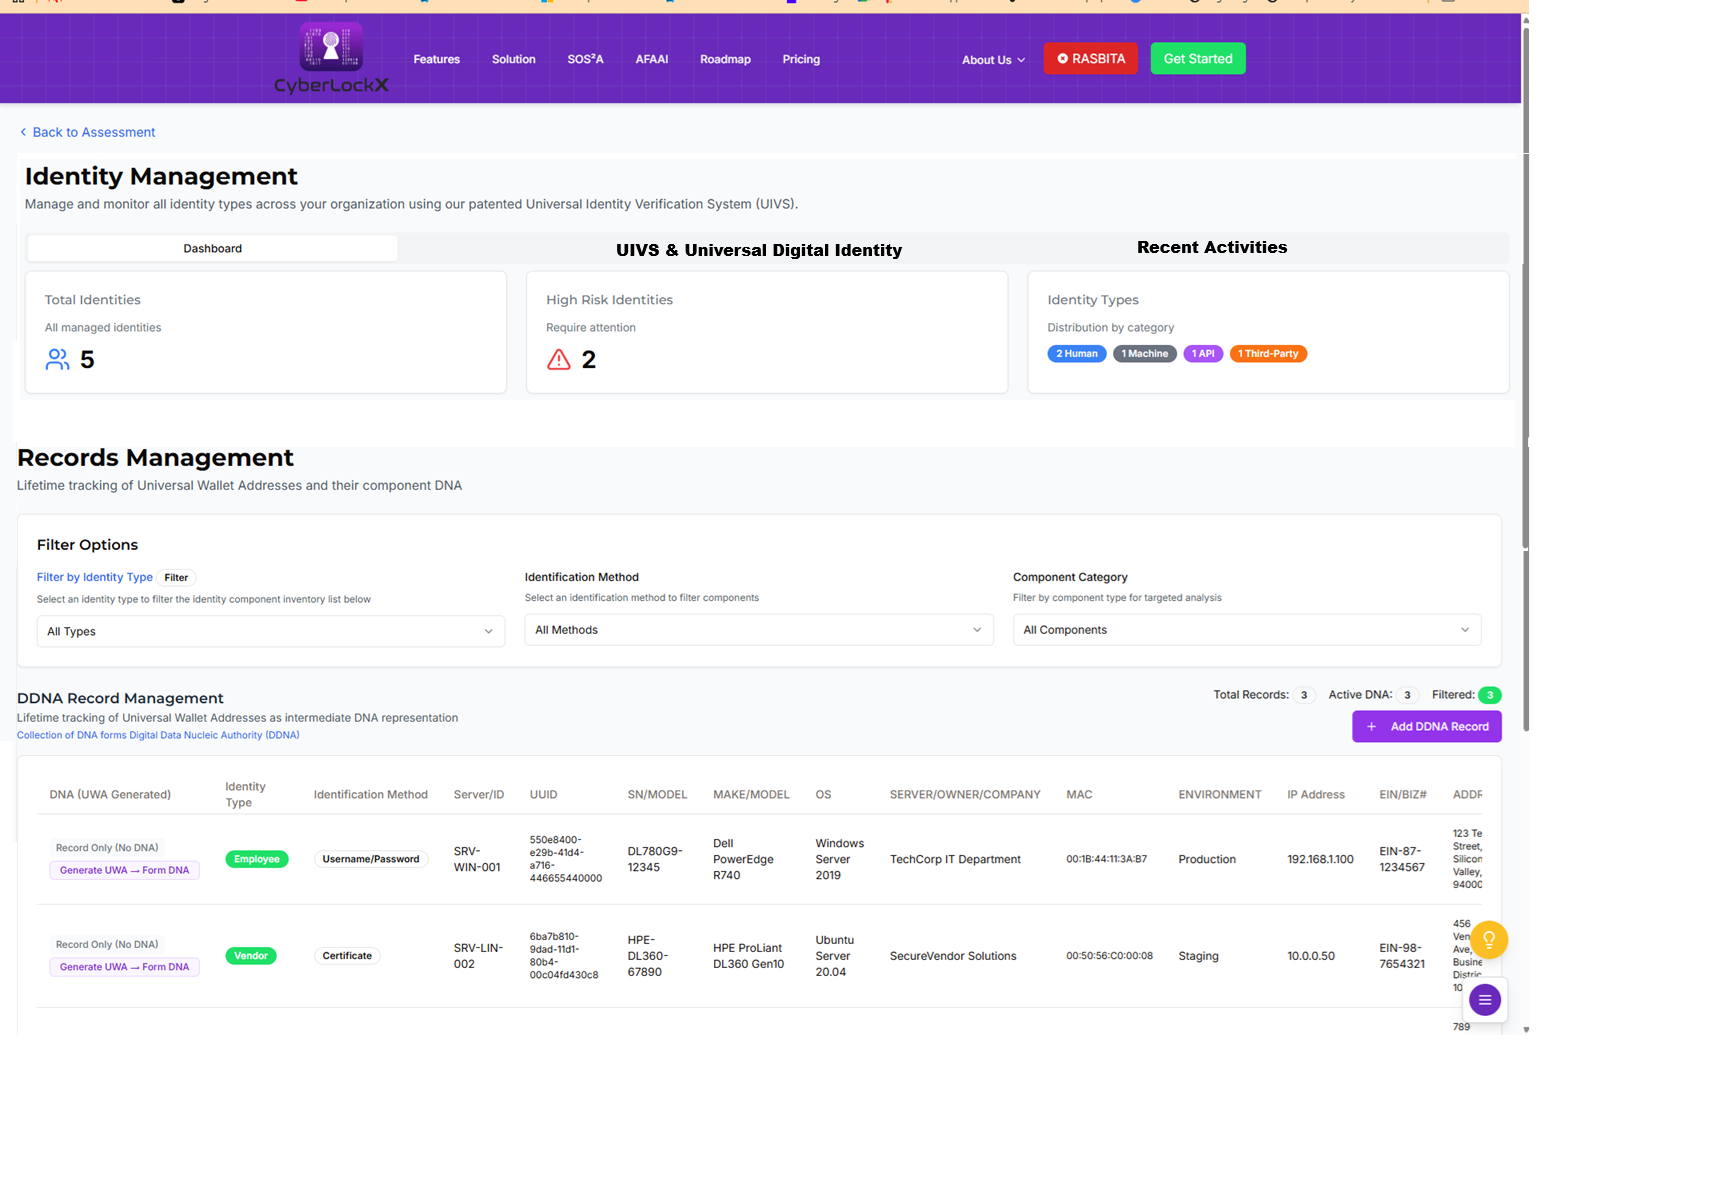 CyberLockX
Features
Solution
SOS²A
AFAAI
Roadmap
Pricing
About Us
RASBITA
Get Started
Back to Assessment
Identity Management
Manage and monitor all identity types across your organization using our patented Universal Identity Verification System (UIVS).
Dashboard
UIVS & Universal Digital Identity
Recent Activities
Total Identities
All managed identities
5
High Risk Identities
Require attention
2
Identity Types
Distribution by category
2 Human
1 Machine
1 API
1 Third-Party
Records Management
Lifetime tracking of Universal Wallet Addresses and their component DNA
Filter Options
Filter by Identity Type
Filter
Select an identity type to filter the identity component inventory list below
All Types
Identification Method
Select an identification method to filter components
All Methods
Component Category
Filter by component type for targeted analysis
All Components
DDNA Record Management
Lifetime tracking of Universal Wallet Addresses as intermediate DNA representation
Collection of DNA forms Digital Data Nucleic Authority (DDNA)
Total Records: 3
Active DNA: 3
Filtered: 3
+ Add DDNA Record
DNA (UWA Generated)
Identity
Type
Identification Method
Server/ID
UUID
SN/MODEL
MAKE/MODEL
OS
SERVER/OWNER/COMPANY
MAC
ENVIRONMENT
IP Address
EIN/BIZ#
ADDR
Record Only (No DNA)
Generate UWA → Form DNA
Employee
Username/Password
SRV-
WIN-001
550e8400-
e29b-41d4-
a716-
446655440000
DL780G9-
12345
Dell
PowerEdge
R740
Windows
Server
2019
TechCorp IT Department
00:1B:44:11:3A:B7
Production
192.168.1.100
EIN-87-
1234567
123 Te
Street,
Silicon
Valley,
94000
Record Only (No DNA)
Generate UWA → Form DNA
Vendor
Certificate
SRV-LIN-
002
6ba7b810-
9dad-11d1-
80b4-
00c04fd430c8
HPE-
DL360-
67890
HPE ProLiant
DL360 Gen10
Ubuntu
Server
20.04
SecureVendor Solutions
00:50:56:C0:00:08
Staging
10.0.0.50
EIN-98-
7654321
456
Ven
Ave,
Busine
Distric
10
789